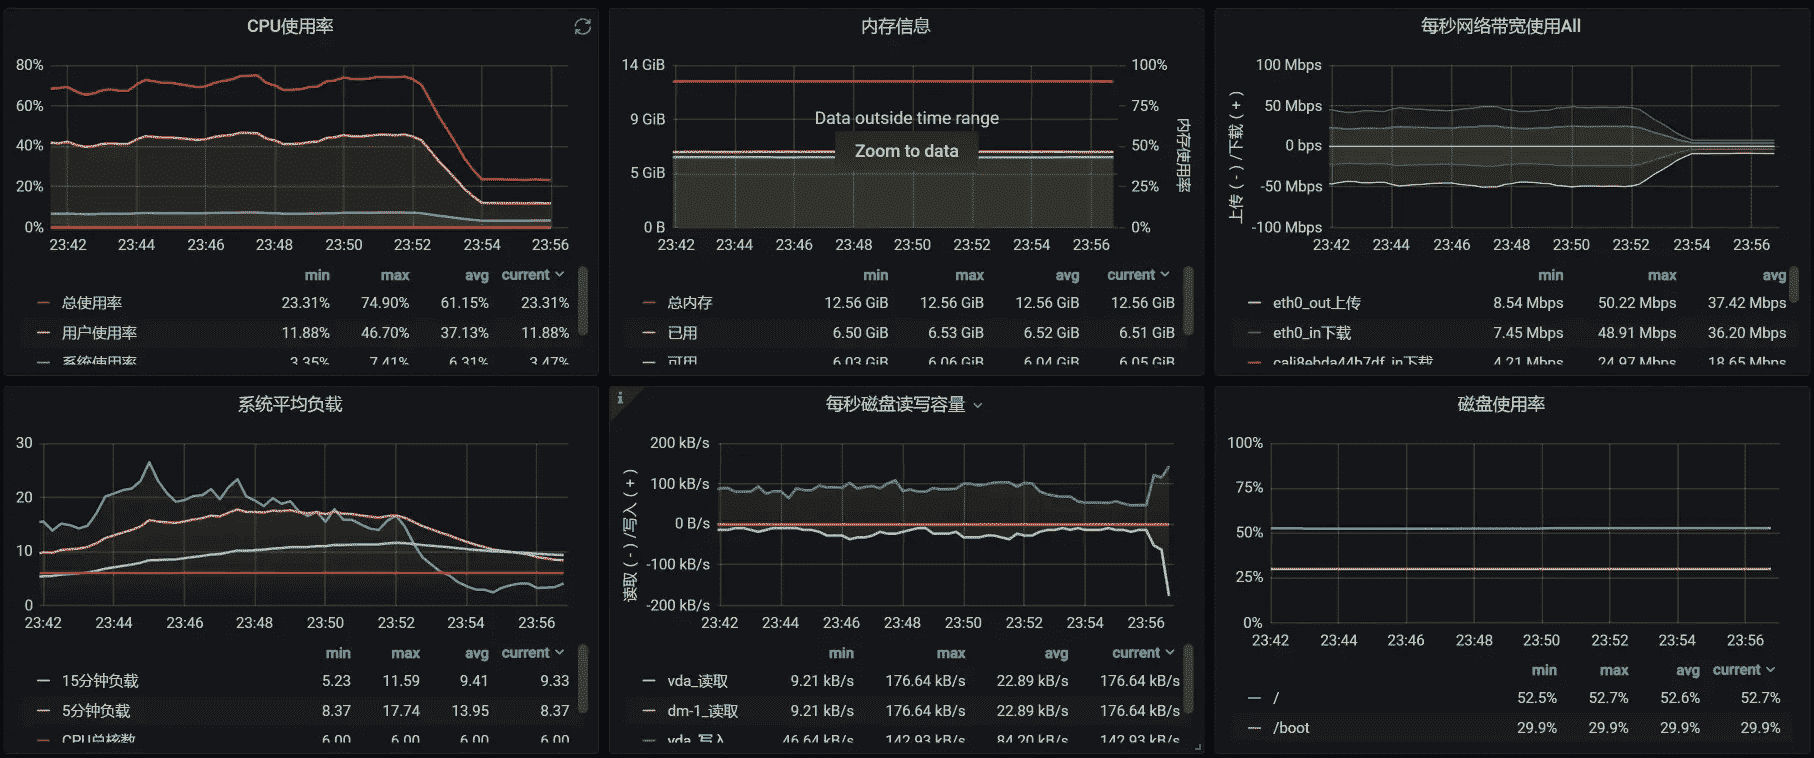 CPU使用率
80%
60%
40%
20%
0%
23:42 23:44 23:46 23:48 23:50 23:52 23:54 23:56
min max avg current
总使用率 23.31% 74.90% 61.15% 23.31%
用户使用率 11.88% 46.70% 37.13% 11.88%
系统使用率 3.35% 7.41% 6.31% 3.47%
内存信息
14 GiB
9 GiB
5 GiB
0 B
100%
75%
50%
25%
0%
内存使用率
Data outside time range
Zoom to data
23:42 23:44 23:46 23:48 23:50 23:52 23:54 23:56
min max avg current
总内存 12.56 GiB 12.56 GiB 12.56 GiB 12.56 GiB
已用 6.50 GiB 6.53 GiB 6.52 GiB 6.51 GiB
可用 6.03 GiB 6.06 GiB 6.04 GiB 6.05 GiB
每秒网络带宽使用All
上传 ( - ) /下载 ( + )
100 Mbps
50 Mbps
0 bps
-50 Mbps
-100 Mbps
23:42 23:44 23:46 23:48 23:50 23:52 23:54 23:56
min max avg
eth0_out上传 8.54 Mbps 50.22 Mbps 37.42 Mbps
eth0_in下载 7.45 Mbps 48.91 Mbps 36.20 Mbps
cali8ebda44b7df_in下载 4.21 Mbps 24.97 Mbps 18.65 Mbps
系统平均负载
30
20
10
0
23:42 23:44 23:46 23:48 23:50 23:52 23:54 23:56
min max avg current
15分钟负载 5.23 11.59 9.41 9.33
5分钟负载 8.37 17.74 13.95 8.37
CPU总核数 6.00 6.00 6.00 6.00
i
每秒磁盘读写容量
读取 ( - ) /写入 ( + )
200 kB/s
100 kB/s
0 B/s
-100 kB/s
-200 kB/s
23:42 23:44 23:46 23:48 23:50 23:52 23:54 23:56
min max avg current
vda_读取 9.21 kB/s 176.64 kB/s 22.89 kB/s 176.64 kB/s
dm-1_读取 9.21 kB/s 176.64 kB/s 22.89 kB/s 176.64 kB/s
vda_写入 46.64 kB/s 142.93 kB/s 84.20 kB/s 142.93 kB/s
磁盘使用率
100%
75%
50%
25%
0%
23:42 23:44 23:46 23:48 23:50 23:52 23:54 23:56
min max avg current
/ 52.5% 52.7% 52.6% 52.7%
/boot 29.9% 29.9% 29.9% 29.9%